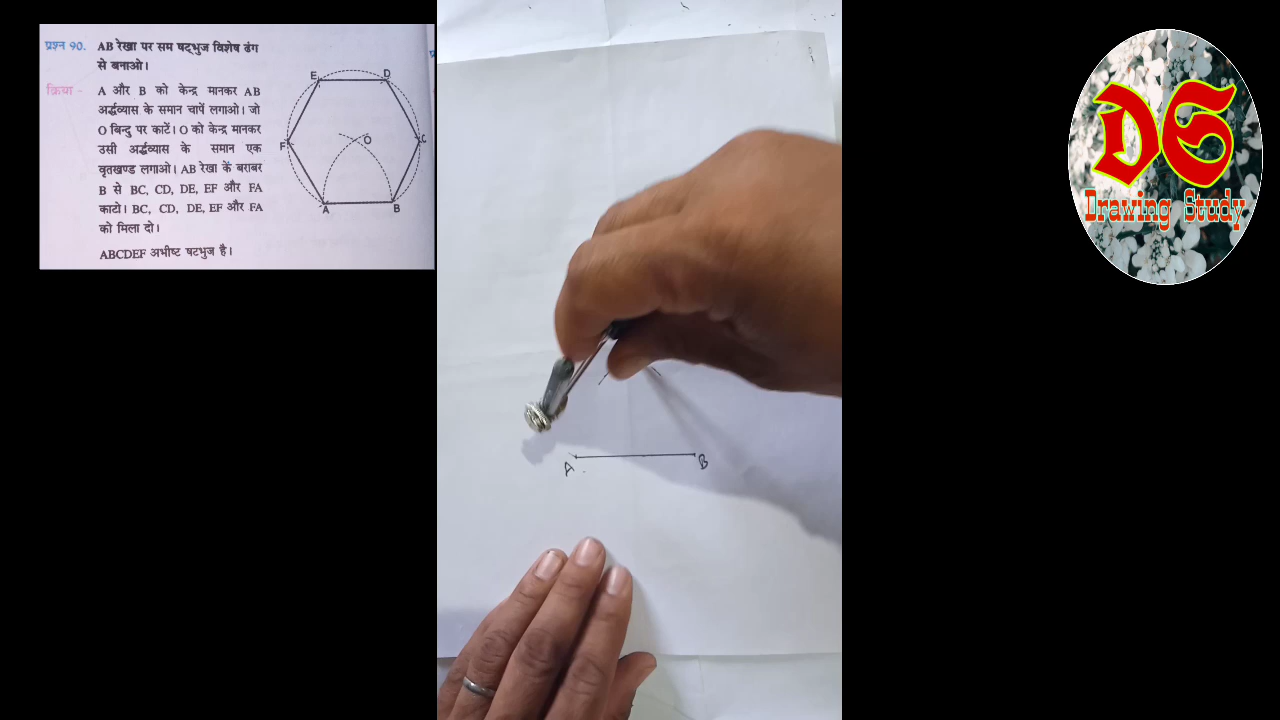 प्रश्न 90. AB रेखा पर सम षट्भुज विशेष ढंग
से बनाओ।
क्रिया - A और B को केन्द्र मानकर AB
अर्द्धव्यास के समान चापें लगाओ। जो
O बिन्दु पर काटें। O को केन्द्र मानकर
उसी अर्द्धव्यास के समान एक
वृतखण्ड लगाओ। AB रेखा कें बराबर
B से BC, CD, DE, EF और FA
काटो। BC, CD, DE, EF और FA
को मिला दो।
ABCDEF अभीष्ट षटभुज है।
E D
F O C
A B
A B
DS
Drawing Study